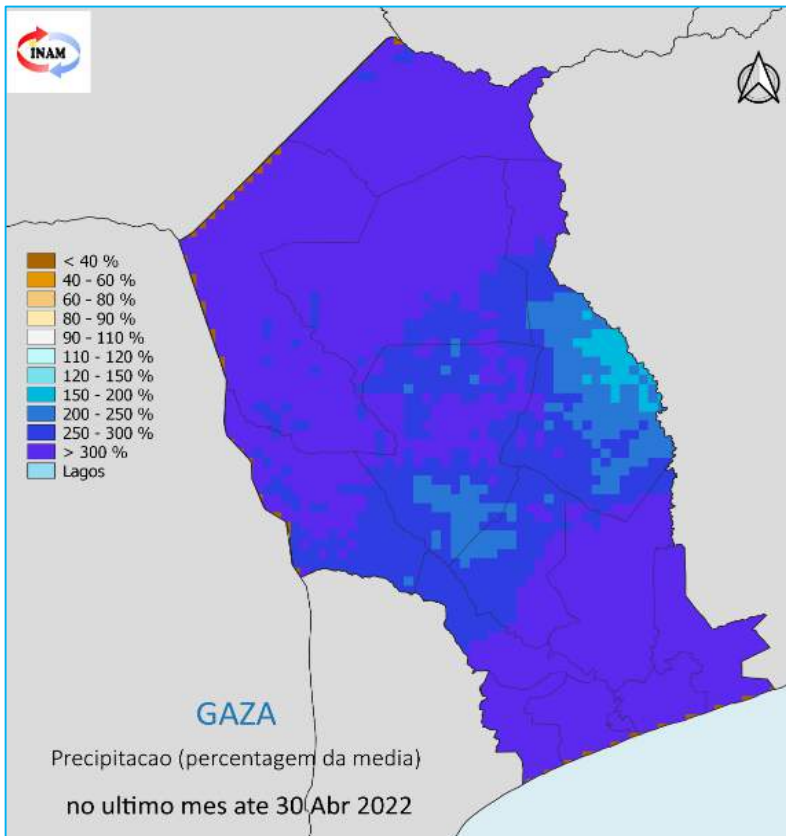 INAM
< 40 %
40 - 60 %
60 - 80 %
80 - 90 %
90 - 110 %
110 - 120 %
120 - 150 %
150 - 200 %
200 - 250 %
250 - 300 %
> 300 %
Lagos
GAZA
Precipitacao (percentagem da media)
no ultimo mes ate 30 Abr 2022